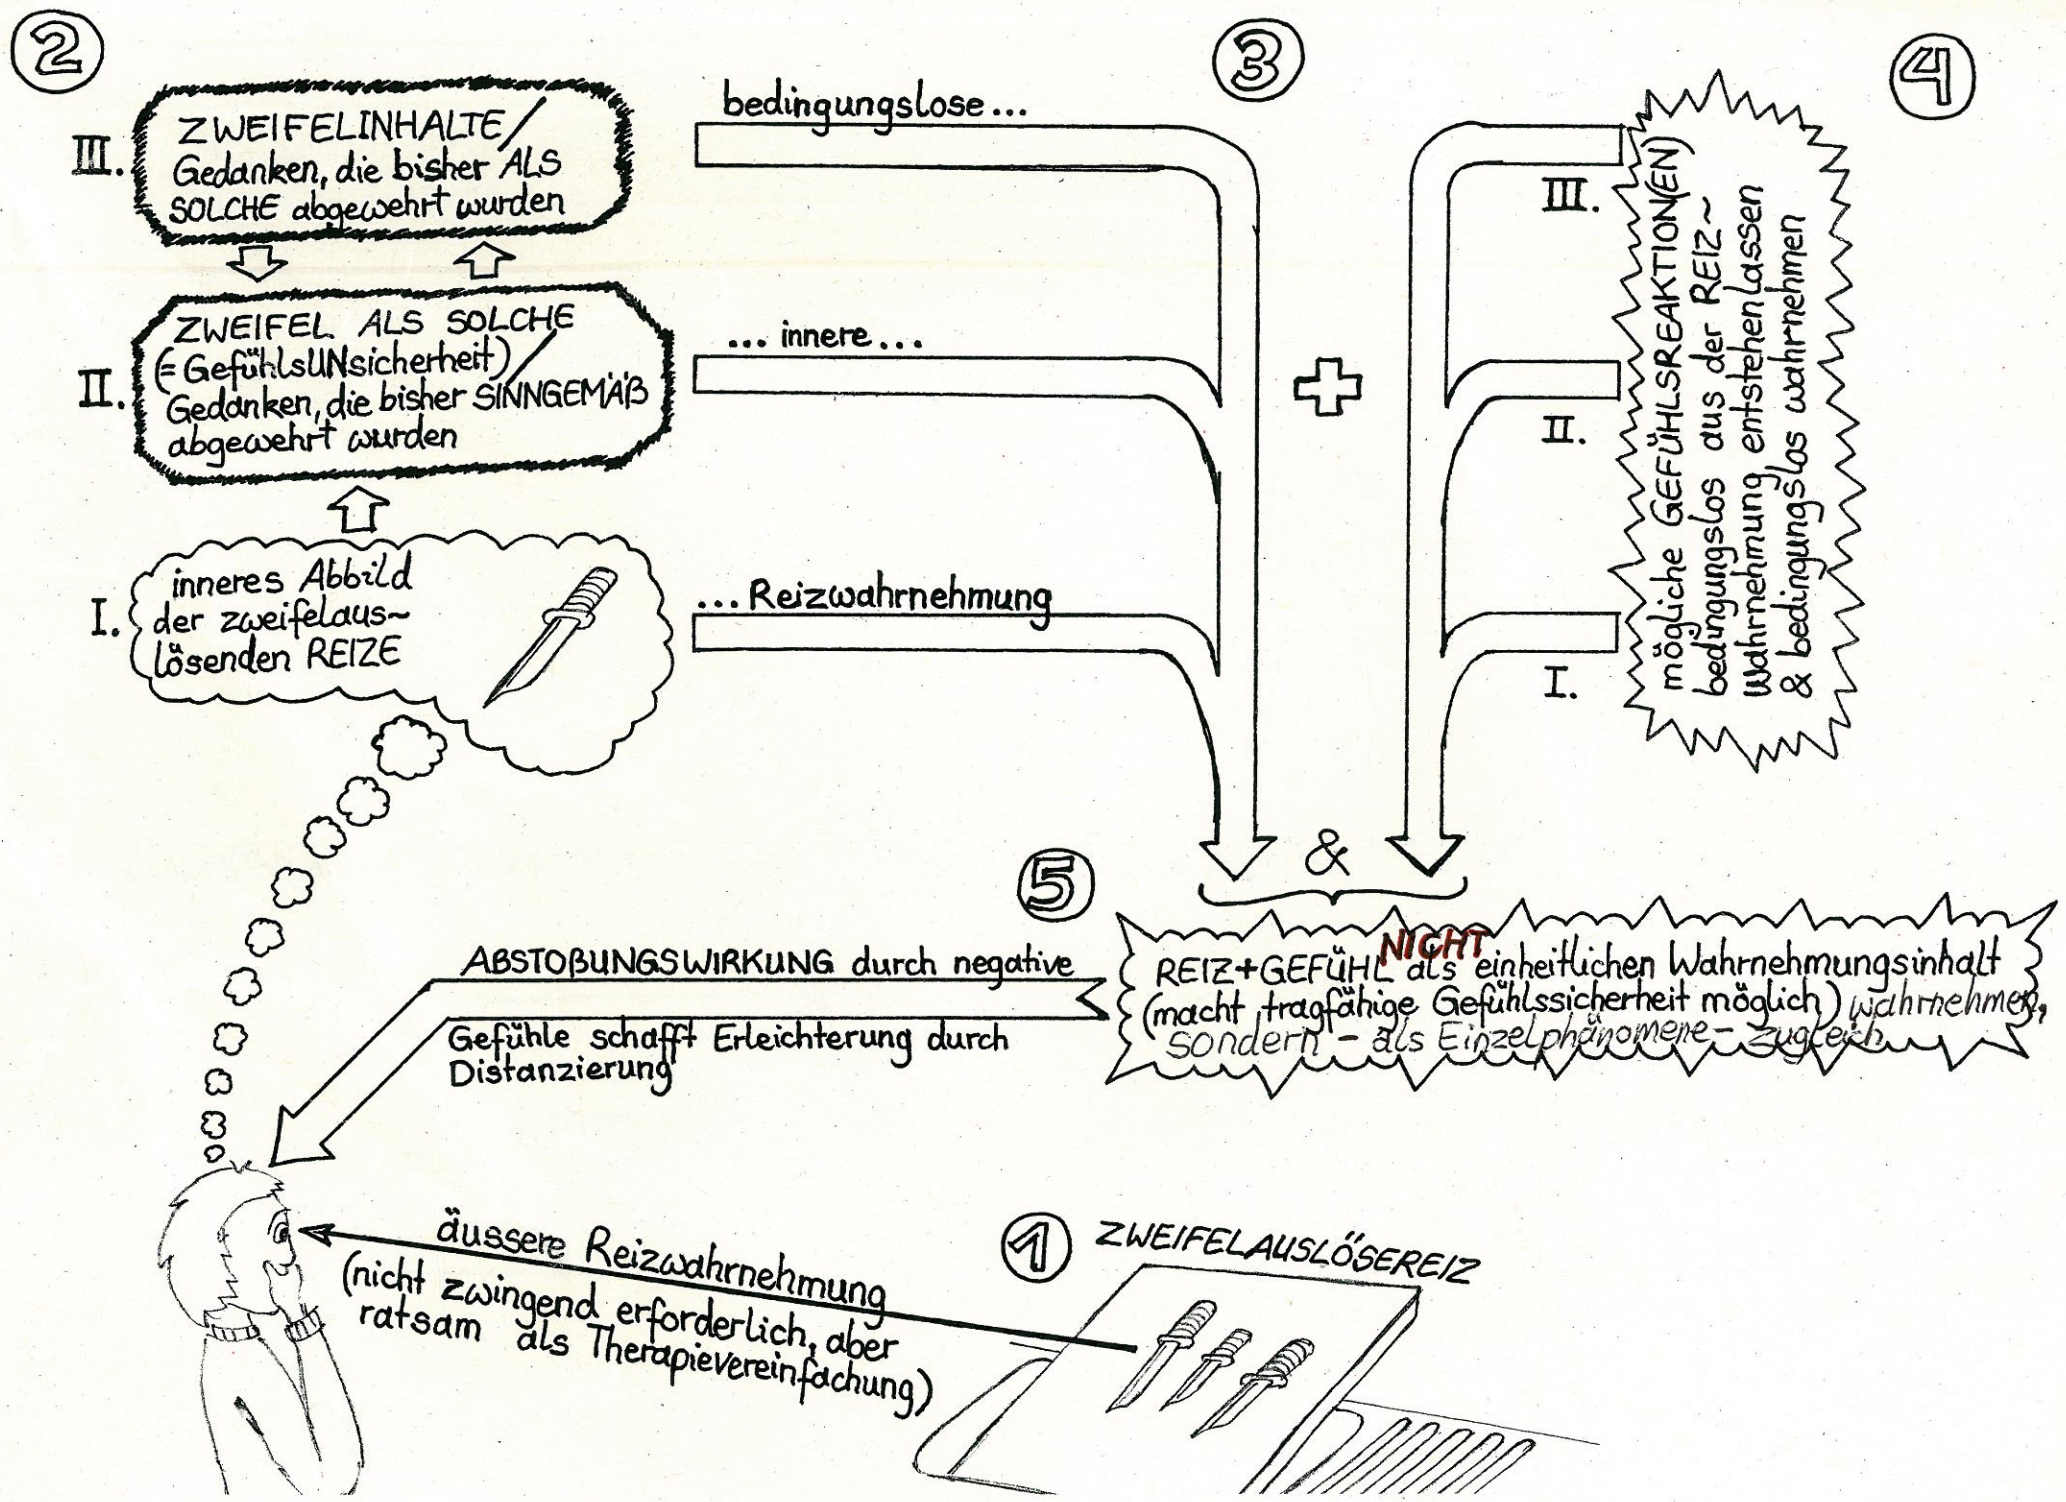 2
III.
ZWEIFELINHALTE/
Gedanken, die bisher ALS
SOLCHE abgewehrt wurden
II.
ZWEIFEL ALS SOLCHE
(= GefühlsUNsicherheit)/
Gedanken, die bisher SINNGEMÄß
abgewehrt wurden
I.
inneres Abbild
der zweifelaus~
lösenden REIZE
3
bedingungslose...
... innere...
... Reizwahrnehmung
+
&
4
III.
II.
I.
mögliche GEFÜHLSREAKTION(EN)
bedingungslos aus der REIZ~
wahrnehmung entstehen lassen
& bedingungslos wahrnehmen
5
REIZ+GEFÜHL NICHT als einheitlichen Wahrnehmungsinhalt
(macht tragfähige Gefühlssicherheit möglich) wahrnehmen,
sondern - als Einzelphänomene - zugleich
ABSTOßUNGSWIRKUNG durch negative
Gefühle schafft Erleichterung durch
Distanzierung
1
ZWEIFELAUSLÖSEREIZ
äussere Reizwahrnehmung
(nicht zwingend erforderlich, aber
ratsam als Therapievereinfachung)